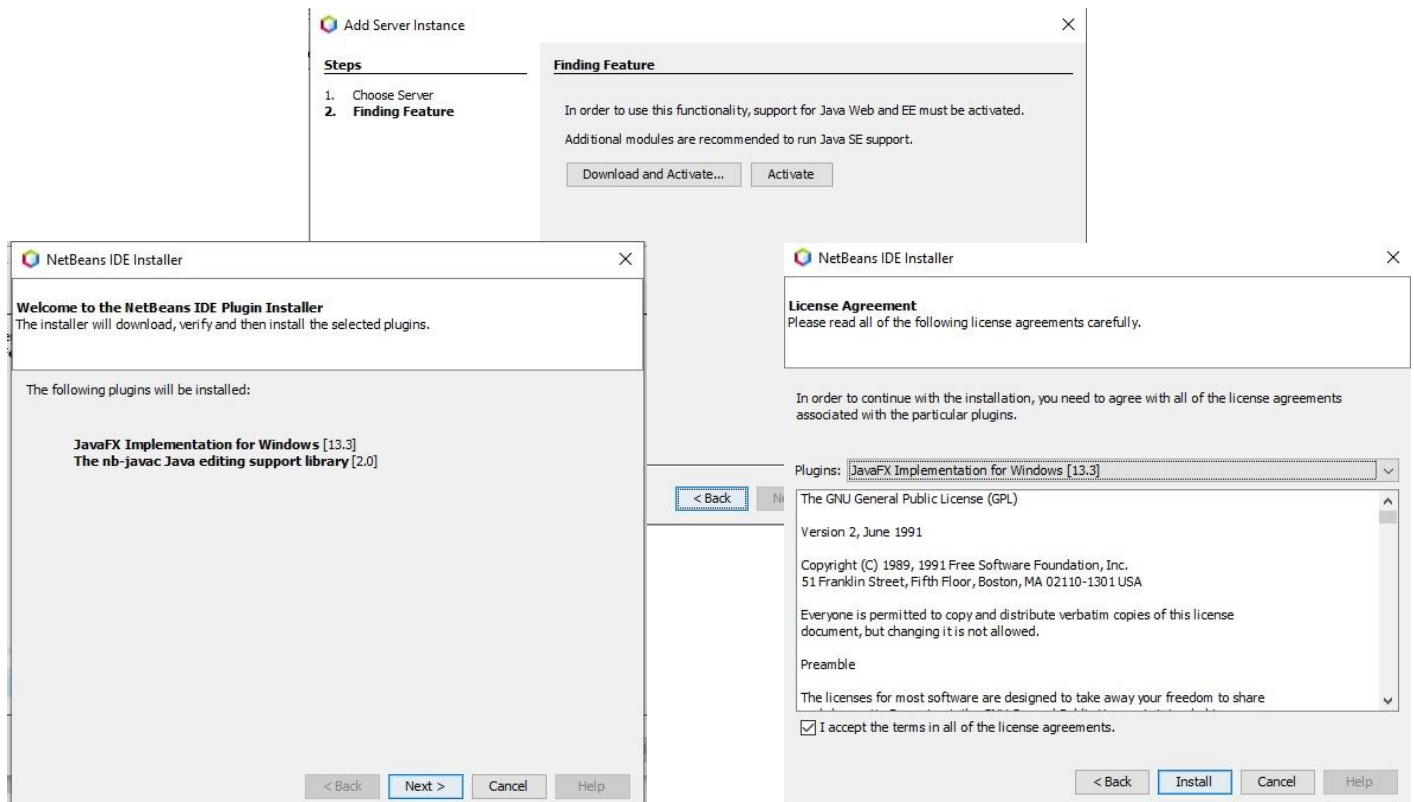 Add Server Instance
Steps
1. Choose Server
2. Finding Feature
Finding Feature
In order to use this functionality, support for Java Web and EE must be activated.
Additional modules are recommended to run Java SE support.
Download and Activate...
Activate
< Back
NetBeans IDE Installer
Welcome to the NetBeans IDE Plugin Installer
The installer will download, verify and then install the selected plugins.
The following plugins will be installed:
JavaFX Implementation for Windows [13.3]
The nb-javac Java editing support library [2.0]
< Back
Next >
Cancel
Help
NetBeans IDE Installer
License Agreement
Please read all of the following license agreements carefully.
In order to continue with the installation, you need to agree with all of the license agreements
associated with the particular plugins.
Plugins: JavaFX Implementation for Windows [13.3]
The GNU General Public License (GPL)
Version 2, June 1991
Copyright (C) 1989, 1991 Free Software Foundation, Inc.
51 Franklin Street, Fifth Floor, Boston, MA 02110-1301 USA
Everyone is permitted to copy and distribute verbatim copies of this license
document, but changing it is not allowed.
Preamble
The licenses for most software are designed to take away your freedom to share
I accept the terms in all of the license agreements.
< Back
Install
Cancel
Help